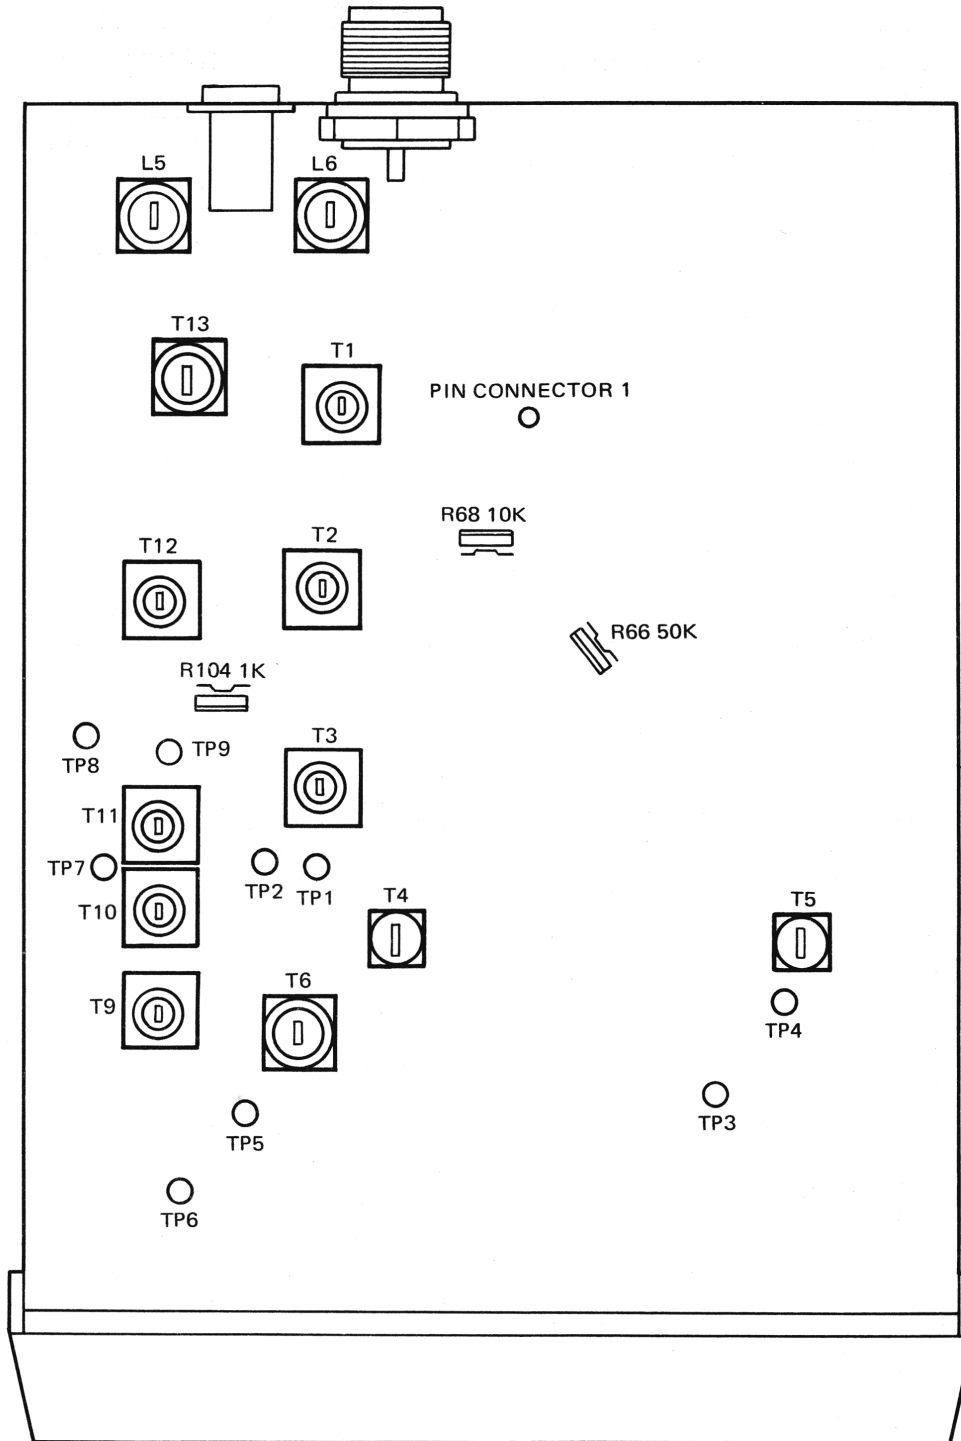 L5
L6
T13
T1
PIN CONNECTOR 1
R68 10K
T12
T2
R66 50K
R104 1K
TP8
TP9
T3
T11
TP7
TP2
TP1
T10
T4
T5
T9
T6
TP4
TP5
TP3
TP6